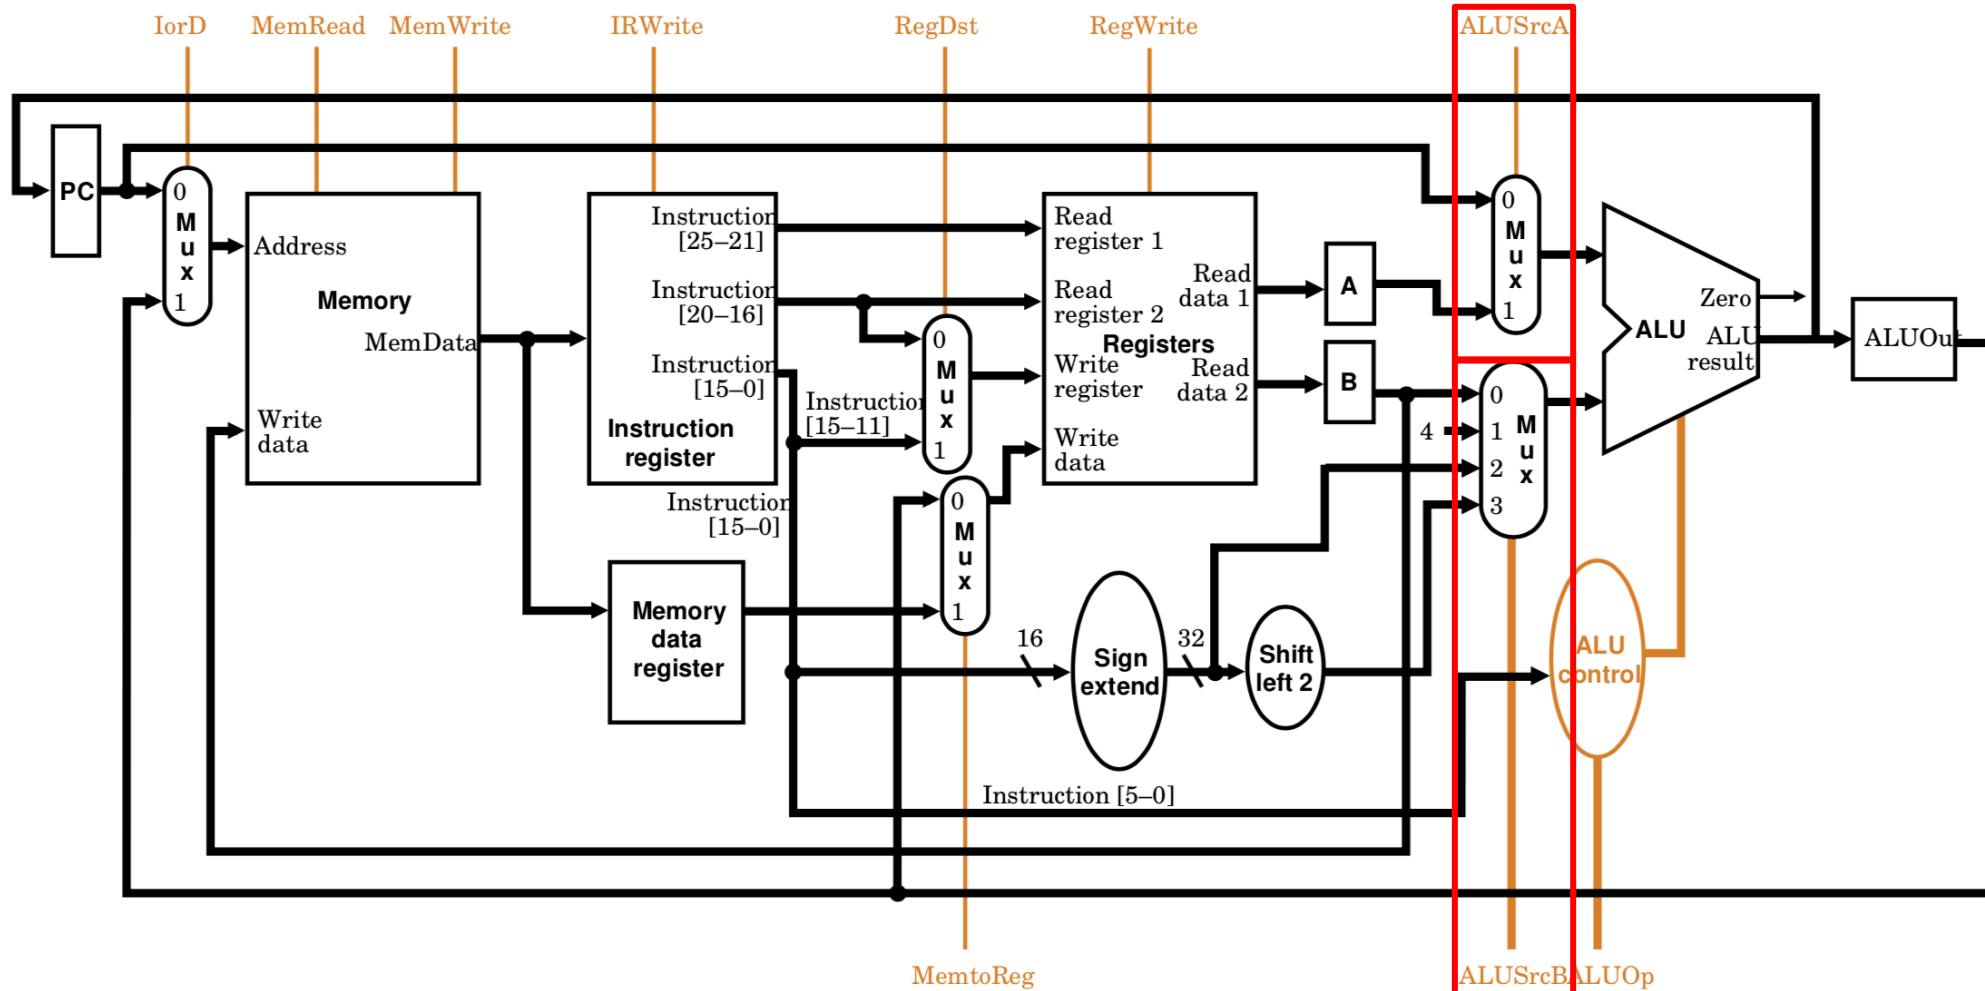 IorD
MemRead
MemWrite
IRWrite
RegDst
RegWrite
ALUSrcA
PC
0
M
u
x
1
Address
Memory
MemData
Write
data
Instruction
[25–21]
Instruction
[20–16]
Instruction
[15–0]
Instruction
register
Instruction
[15–0]
Instruction
[15–11]
Memory
data
register
0
M
u
x
1
0
M
u
x
1
Read
register 1
Read
register 2
Registers
Write
register
Write
data
Read
data 1
Read
data 2
16
Sign
extend
32
Shift
left 2
Instruction [5–0]
A
B
4
0
M
u
x
1
0
1
2
3
M
u
x
Zero
ALU
ALU
result
ALUOut
ALU
control
MemtoReg
ALUSrcB
ALUOp